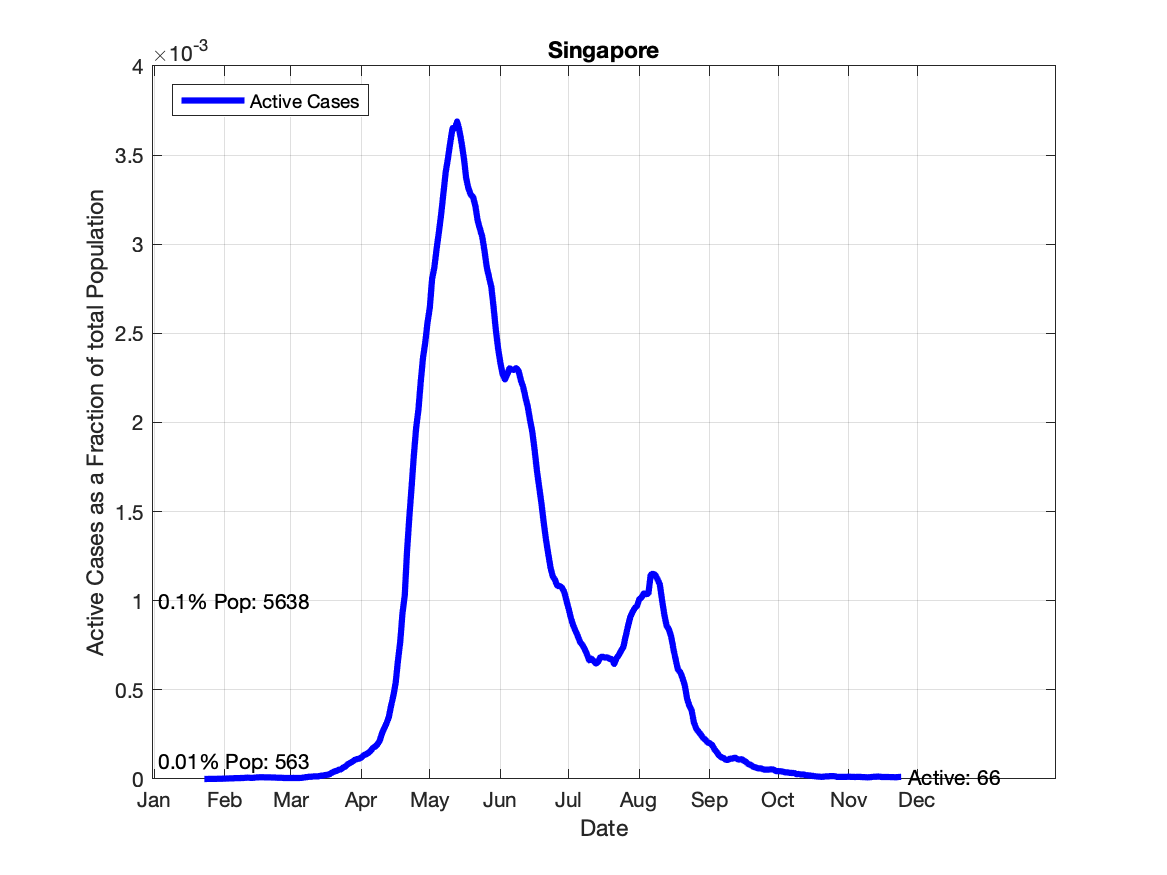 Singapore
×10-3
4
3.5
3
2.5
2
1.5
1
0.5
0
Active Cases as a Fraction of total Population
Active Cases
0.1% Pop: 5638
0.01% Pop: 563
Active: 66
Jan Feb Mar Apr May Jun Jul Aug Sep Oct Nov Dec
Date